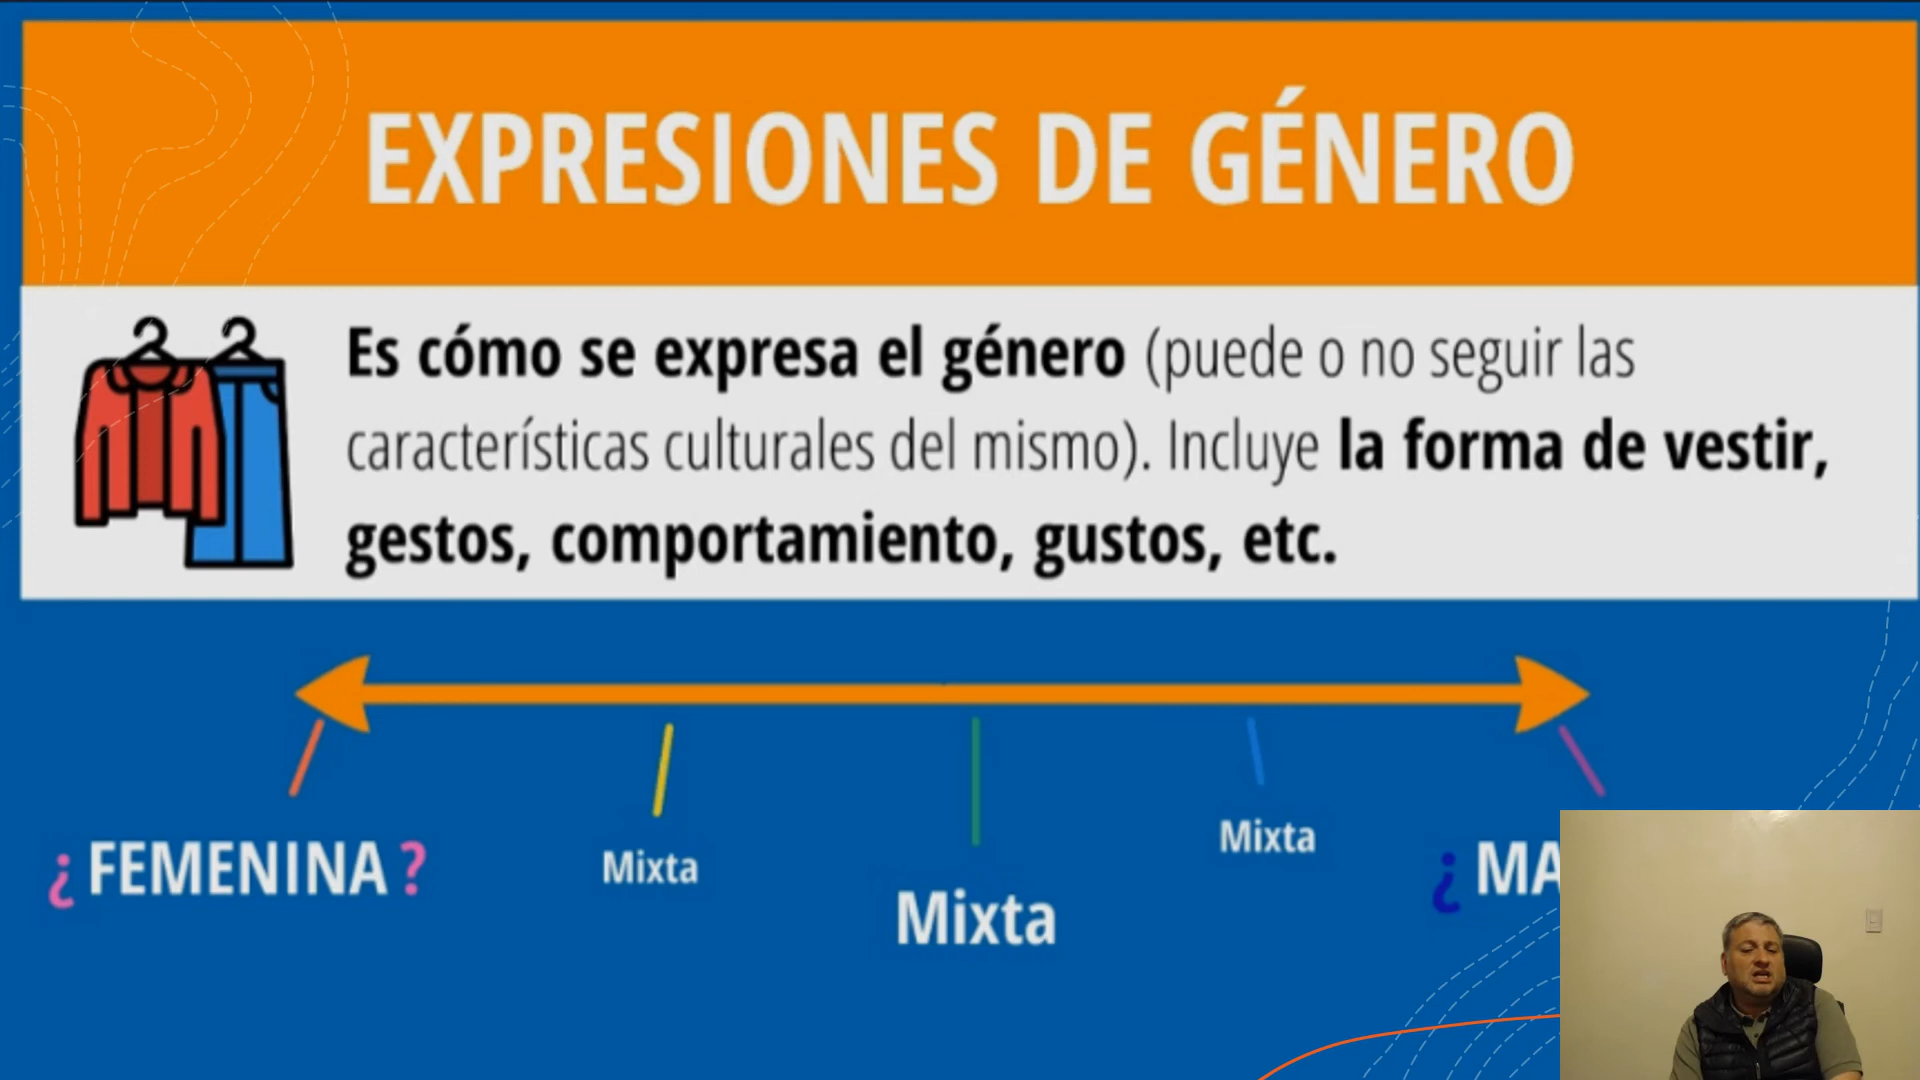 EXPRESIONES DE GÉNERO
Es cómo se expresa el género (puede o no seguir las
características culturales del mismo). Incluye la forma de vestir,
gestos, comportamiento, gustos, etc.
¿FEMENINA?
Mixta
Mixta
Mixta
¿MA